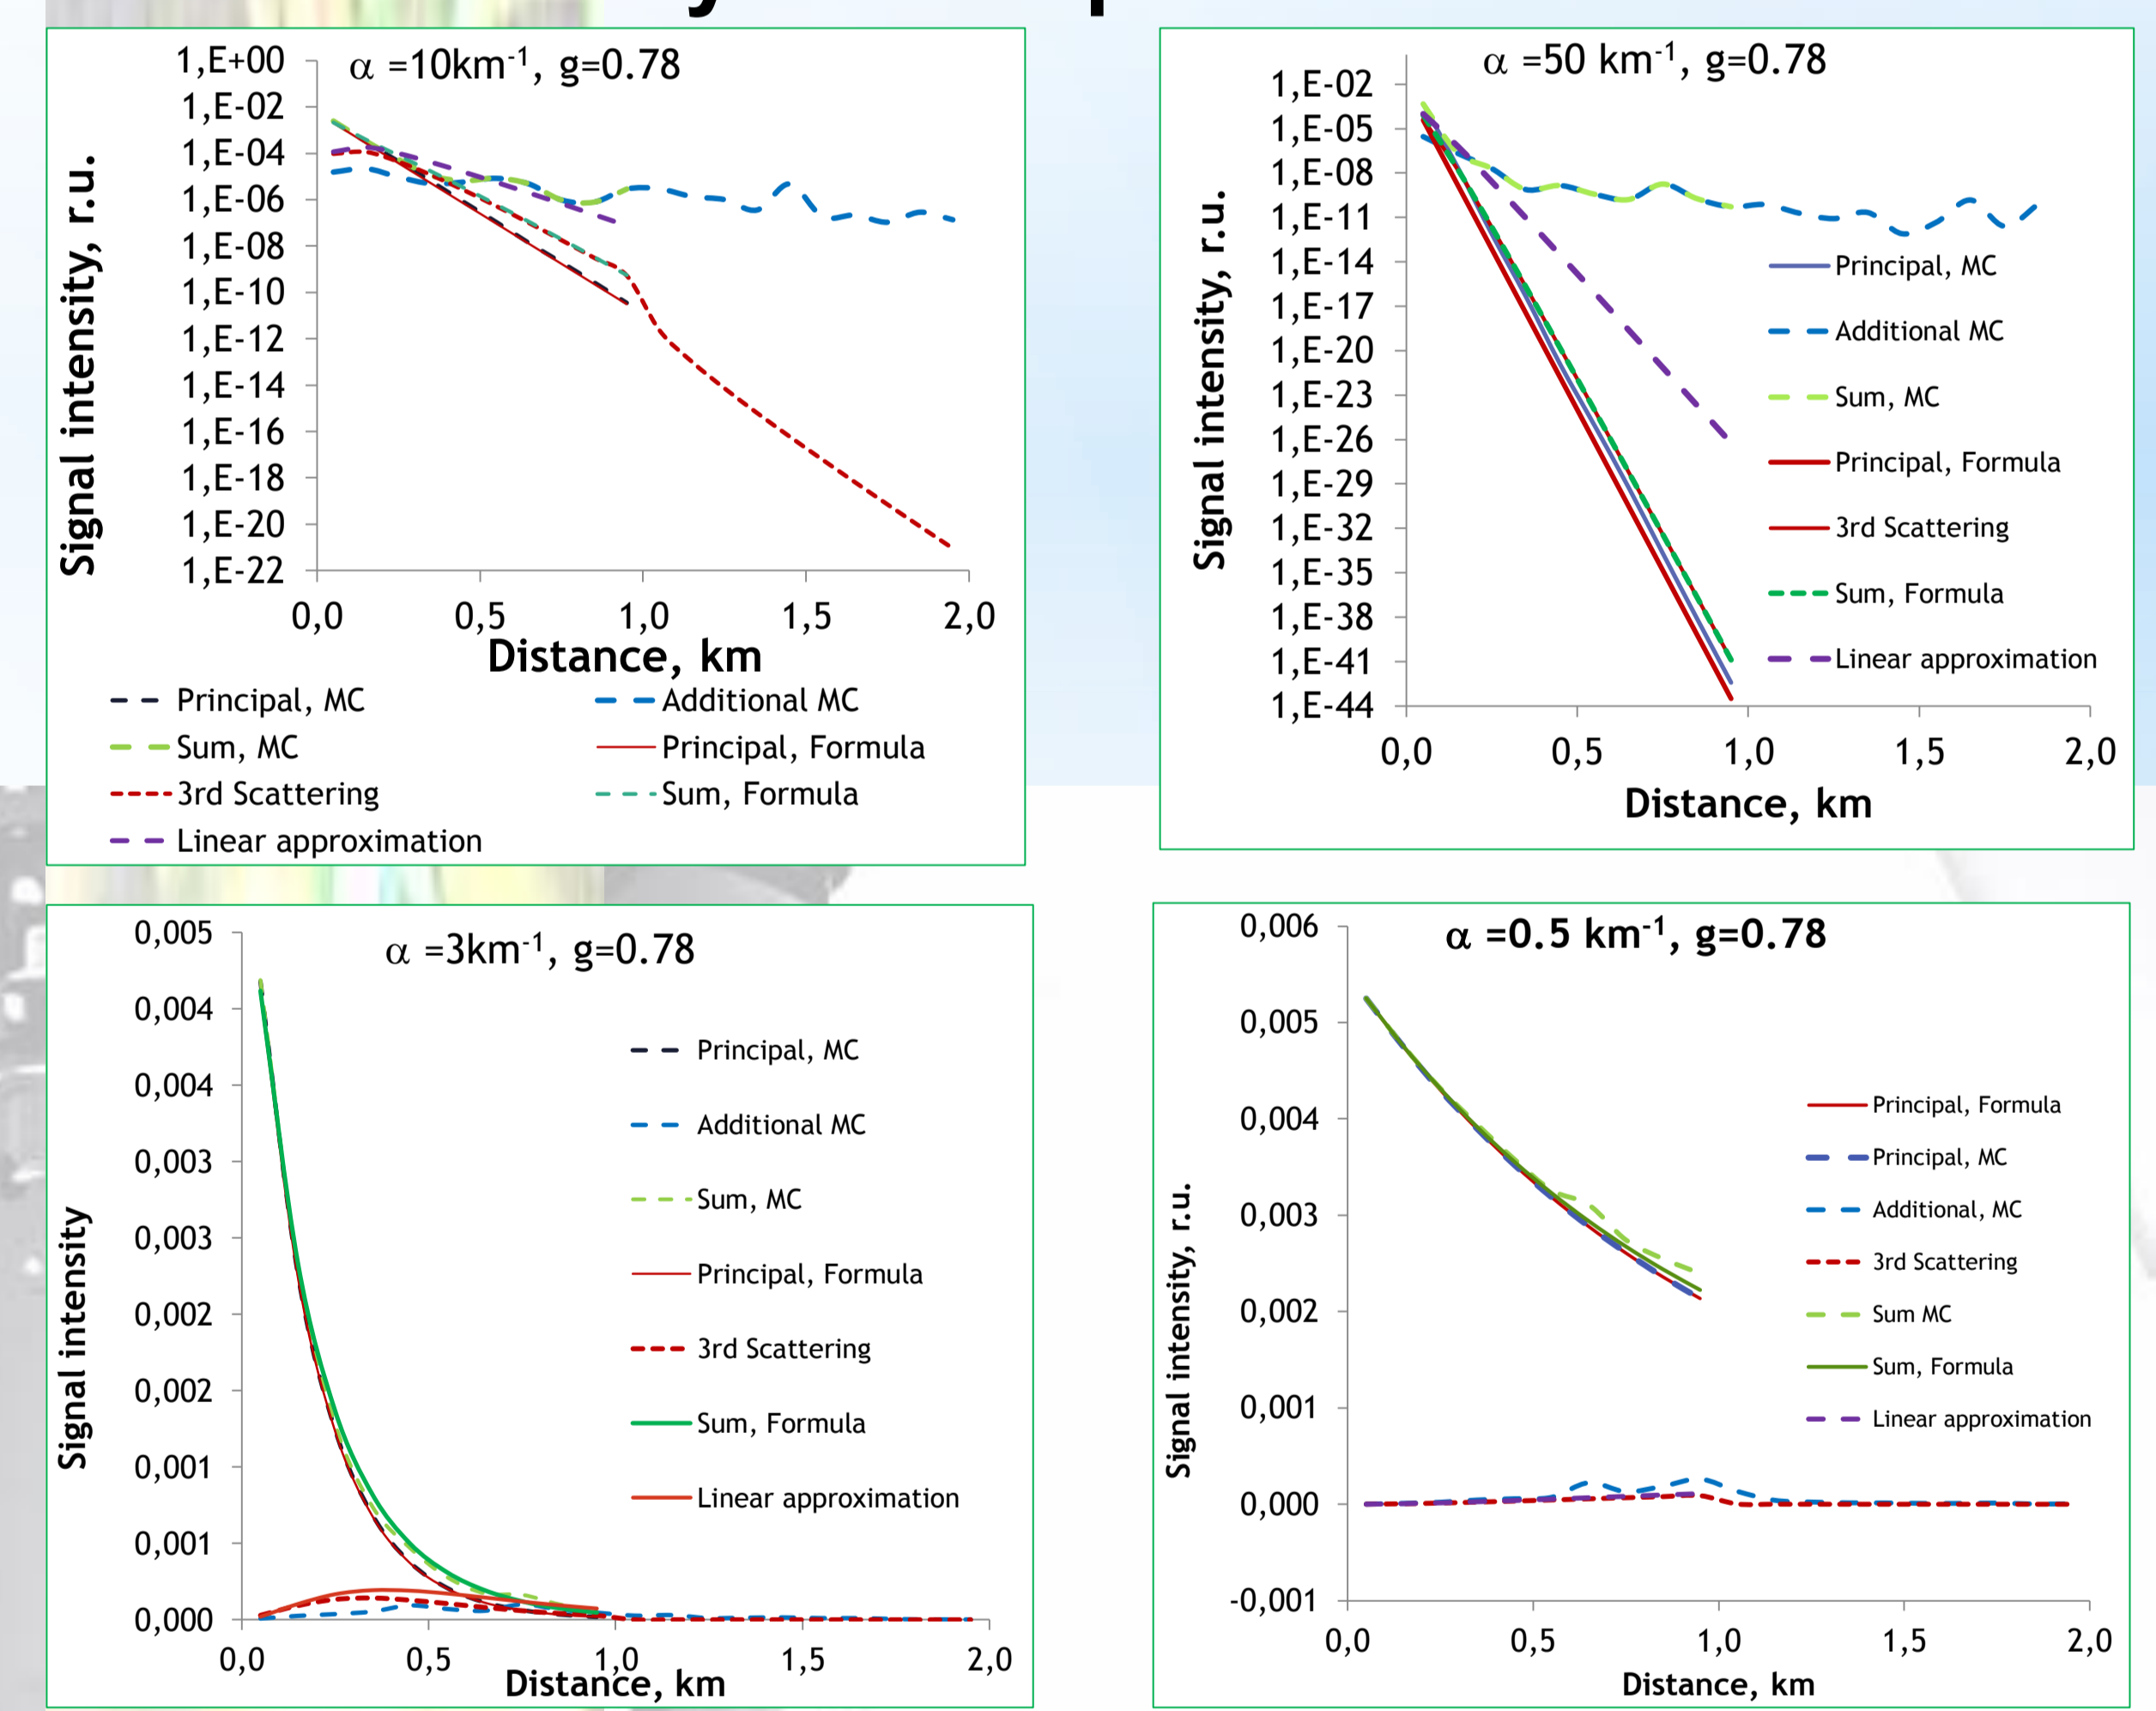 α =10km-1, g=0.78
1,E+00
1,E-02
1,E-04
1,E-06
1,E-08
1,E-10
1,E-12
1,E-14
1,E-16
1,E-18
1,E-20
1,E-22
Signal intensity, r.u.
0,0 0,5 1,0 1,5 2,0
Distance, km
Principal, MC Additional MC
Sum, MC Principal, Formula
3rd Scattering Sum, Formula
Linear approximation
α =50 km-1, g=0.78
1,E-02
1,E-05
1,E-08
1,E-11
1,E-14
1,E-17
1,E-20
1,E-23
1,E-26
1,E-29
1,E-32
1,E-35
1,E-38
1,E-41
1,E-44
Signal intensity, r.u.
Principal, MC
Additional MC
Sum, MC
Principal, Formula
3rd Scattering
Sum, Formula
Linear approximation
0,0 0,5 1,0 1,5 2,0
Distance, km
α =3km-1, g=0.78
0,005
0,004
0,004
0,003
0,003
0,002
0,002
0,001
0,001
0,000
Signal intensity
Principal, MC
Additional MC
Sum, MC
Principal, Formula
3rd Scattering
Sum, Formula
Linear approximation
0,0 0,5 1,0 1,5 2,0
Distance, km
α =0.5 km-1, g=0.78
0,006
0,005
0,004
0,003
0,002
0,001
0,000
-0,001
Signal intensity, r.u.
Principal, Formula
Principal, MC
Additional, MC
3rd Scattering
Sum MC
Sum, Formula
Linear approximation
0,0 0,5 1,0 1,5 2,0
Distance, km